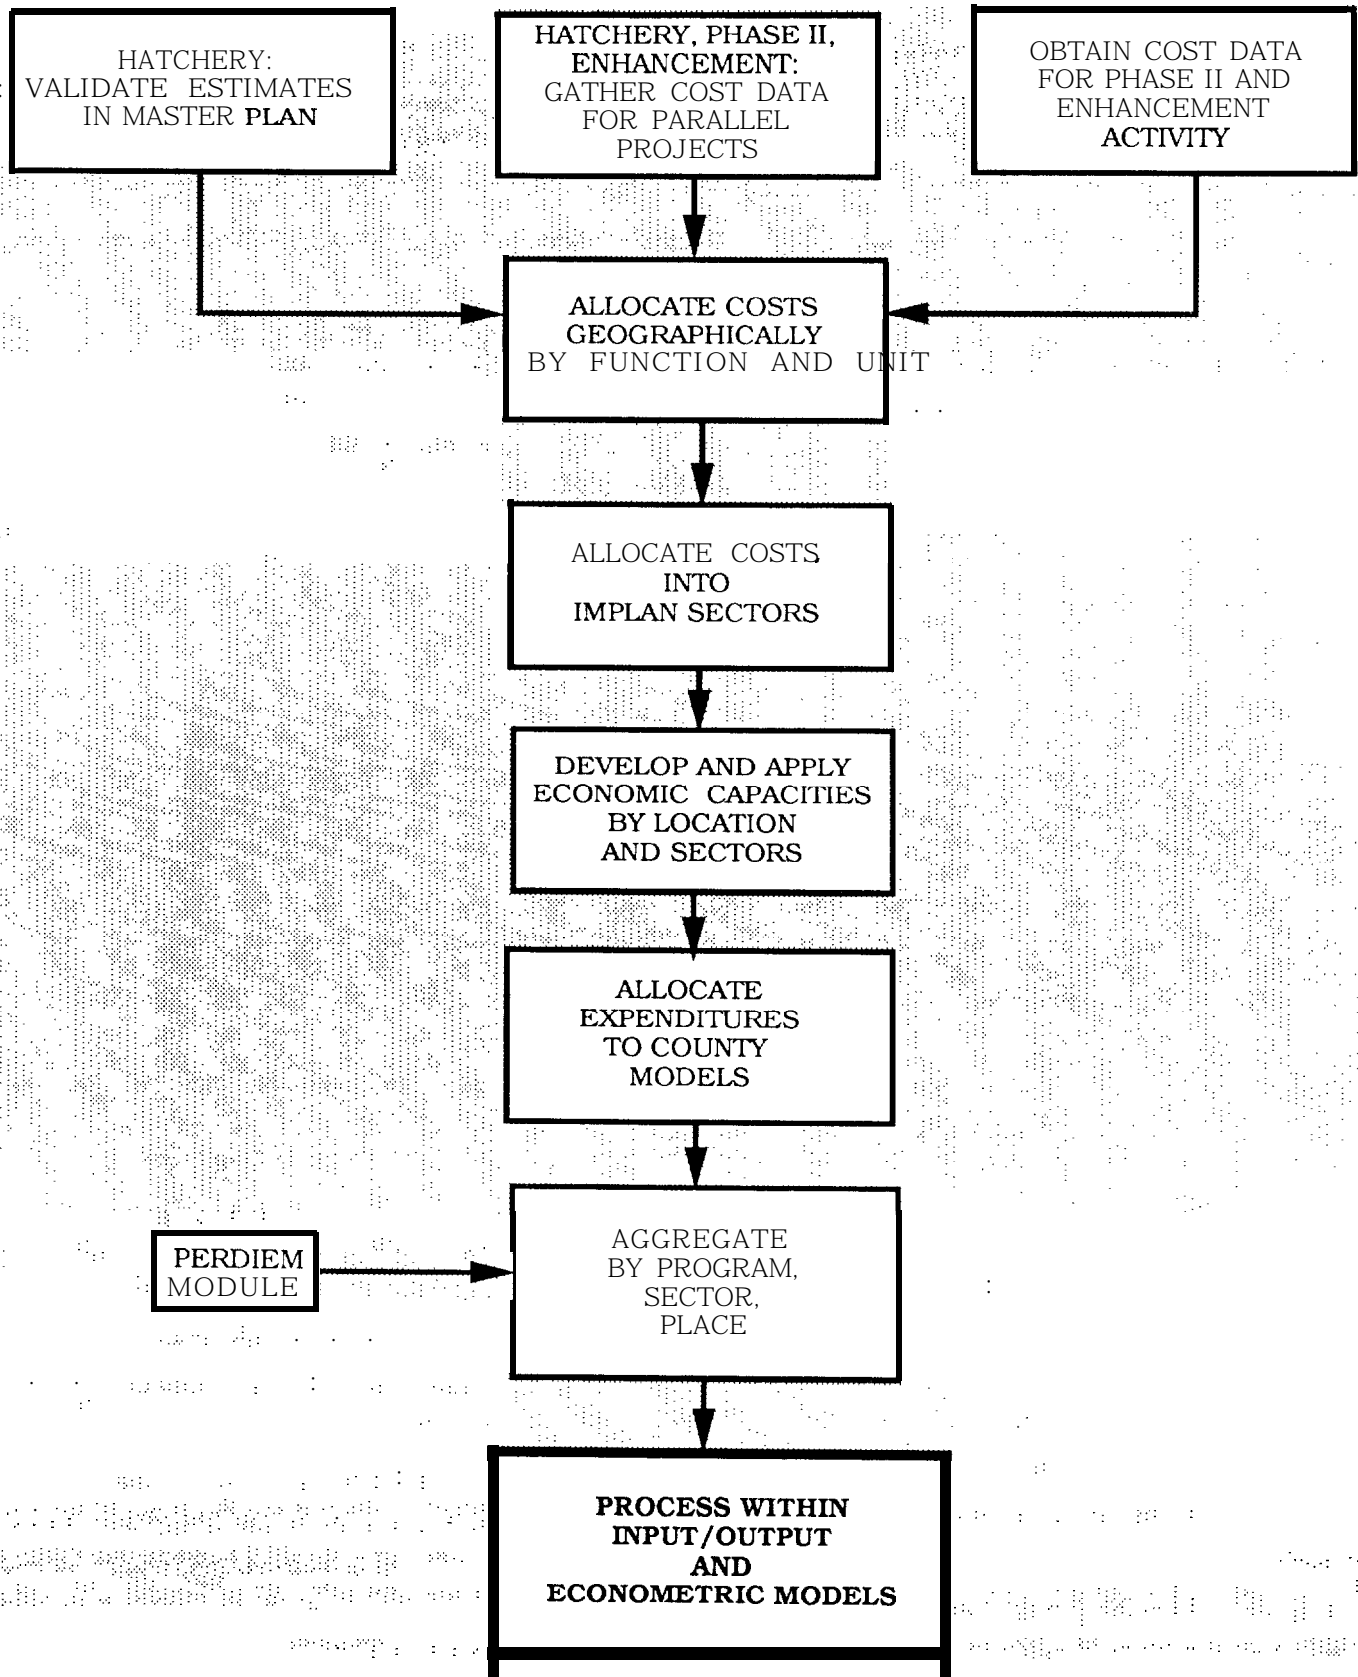 HATCHERY:
VALIDATE ESTIMATES
IN MASTER PLAN
HATCHERY, PHASE II,
ENHANCEMENT:
GATHER COST DATA
FOR PARALLEL
PROJECTS
OBTAIN COST DATA
FOR PHASE II AND
ENHANCEMENT
ACTIVITY
ALLOCATE COSTS
GEOGRAPHICALLY
BY FUNCTION AND UNIT
ALLOCATE COSTS
INTO
IMPLAN SECTORS
DEVELOP AND APPLY
ECONOMIC CAPACITIES
BY LOCATION
AND SECTORS
ALLOCATE
EXPENDITURES
TO COUNTY
MODELS
PERDIEM
MODULE
AGGREGATE
BY PROGRAM,
SECTOR,
PLACE
PROCESS WITHIN
INPUT/OUTPUT
AND
ECONOMETRIC MODELS